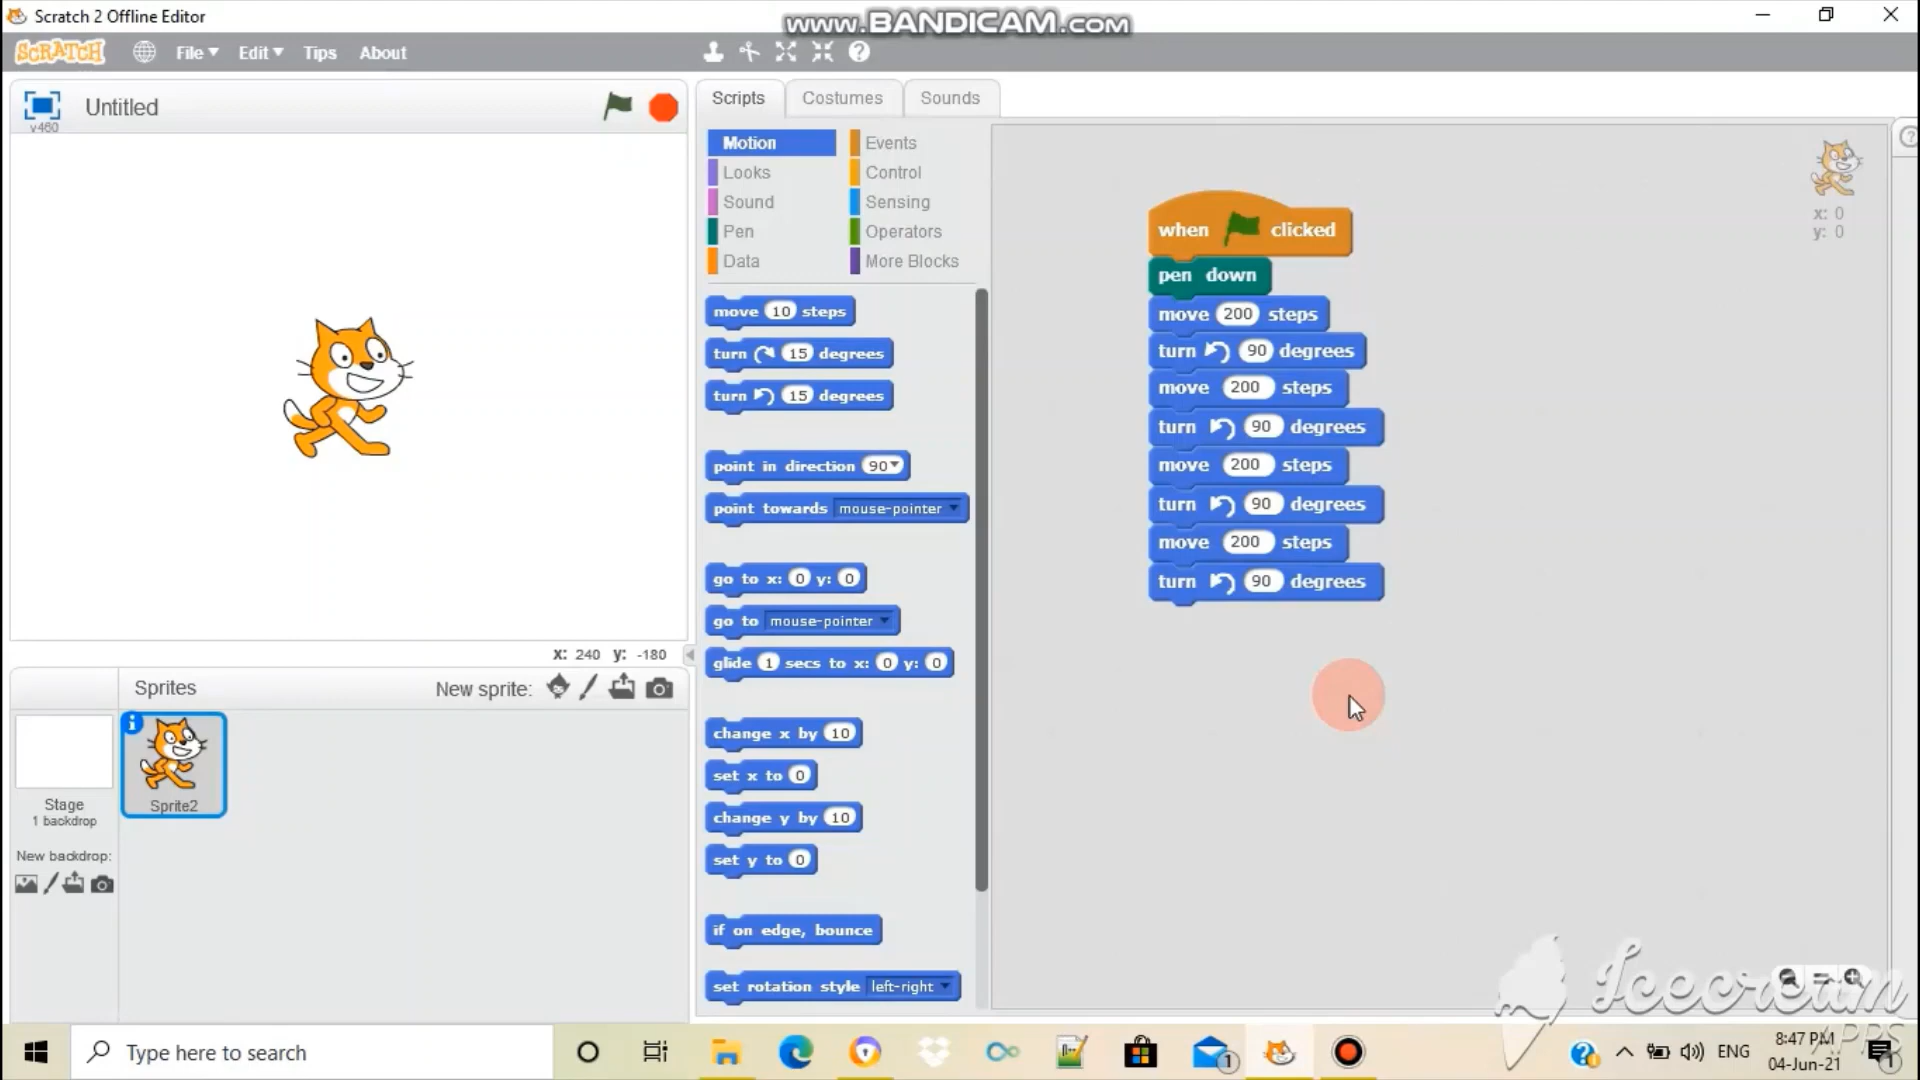 Scratch 2 Offline Editor
www.BANDICAM.com
SCRATCH File Edit Tips About
Untitled
v460
Scripts Costumes Sounds
Motion Events
Looks Control
Sound Sensing
Pen Operators
Data More Blocks
move 10 steps
turn 15 degrees
turn 15 degrees
point in direction 90
point towards mouse-pointer
go to x: 0 y: 0
go to mouse-pointer
glide 1 secs to x: 0 y: 0
change x by 10
set x to 0
change y by 10
set y to 0
if on edge, bounce
set rotation style left-right
when clicked
pen down
move 200 steps
turn 90 degrees
move 200 steps
turn 90 degrees
move 200 steps
turn 90 degrees
move 200 steps
turn 90 degrees
x: 0
y: 0
x: 240 y: -180
Sprites New sprite:
Stage
1 backdrop
Sprite2
New backdrop:
Icecream
APPS
Type here to search
1
ENG
8:47 PM
04-Jun-21
1